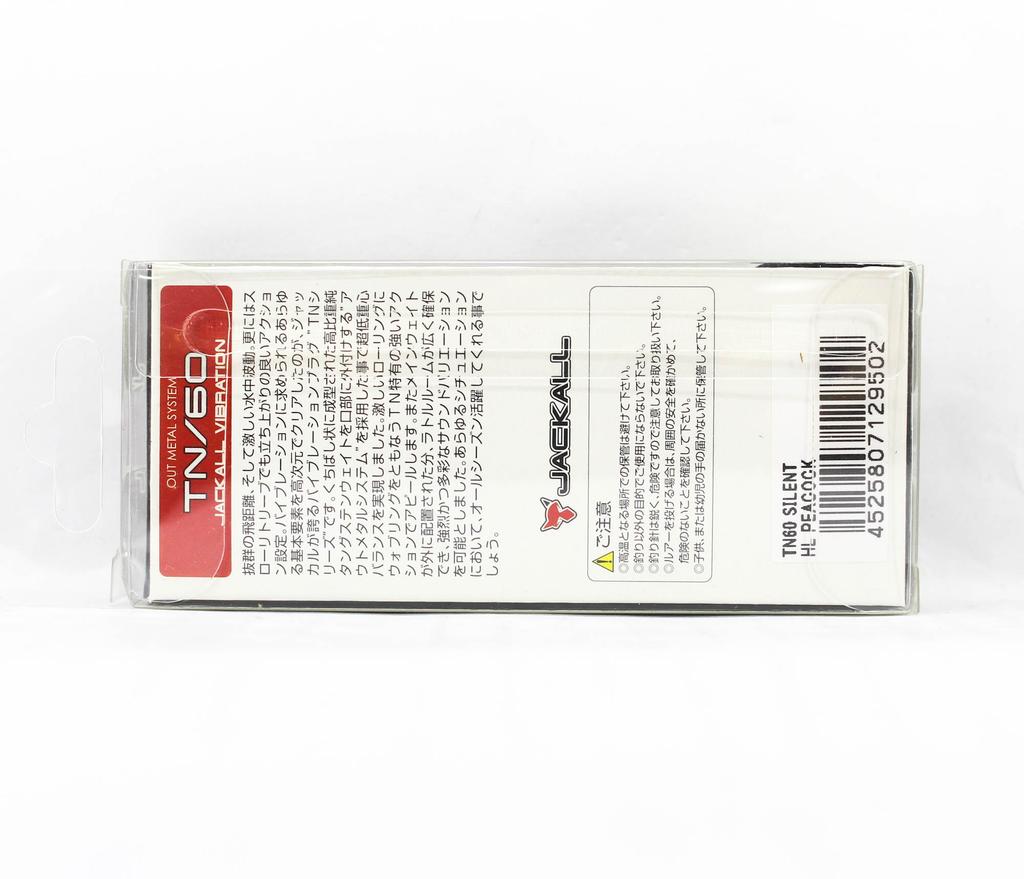 OUT METAL SYSTEM
TN/60
JACKALL VIBRATION
抜群の飛距離、そして激しい水中波動。更にはス
ローリトリーブでも立ち上がりの良いアクショ
ン設定。バイブレーションに求められるあらゆ
る基本要素を高次元でクリアしたのが、ジャッ
カルが誇るバイブレーションプラグ、"TNシ
リーズ"です。くちばし状に成型された高比重純
タングステンウェイトを口部に外付けする"ア
ウトメタルシステム"を採用した事で超低重心
バランスを実現しました。激しいローリングに
ウォブリングをともなうTN特有の強いアク
ションでアピールします。またメインウェイト
が外に配置された分、ラトルルームが広く確保
でき、強烈かつ多彩なサウンドバリエーション
を可能としました。あらゆるシチュエーション
において、オールシーズン活躍してくれる事で
しょう。
JACKALL
ご注意
◎高温となる場所での保管は避けて下さい。
◎釣り以外の目的でご使用にならないで下さい。
◎釣り針は鋭く、危険ですので注意してお取り扱い下さい。
◎ルアーを投げる場合は、周囲の安全を確かめて、
危険のないことを確認して下さい。
◎子供、または幼児の手の届かない所に保管して下さい。
TN60 SILENT
HL PEACOCK
4525807129502